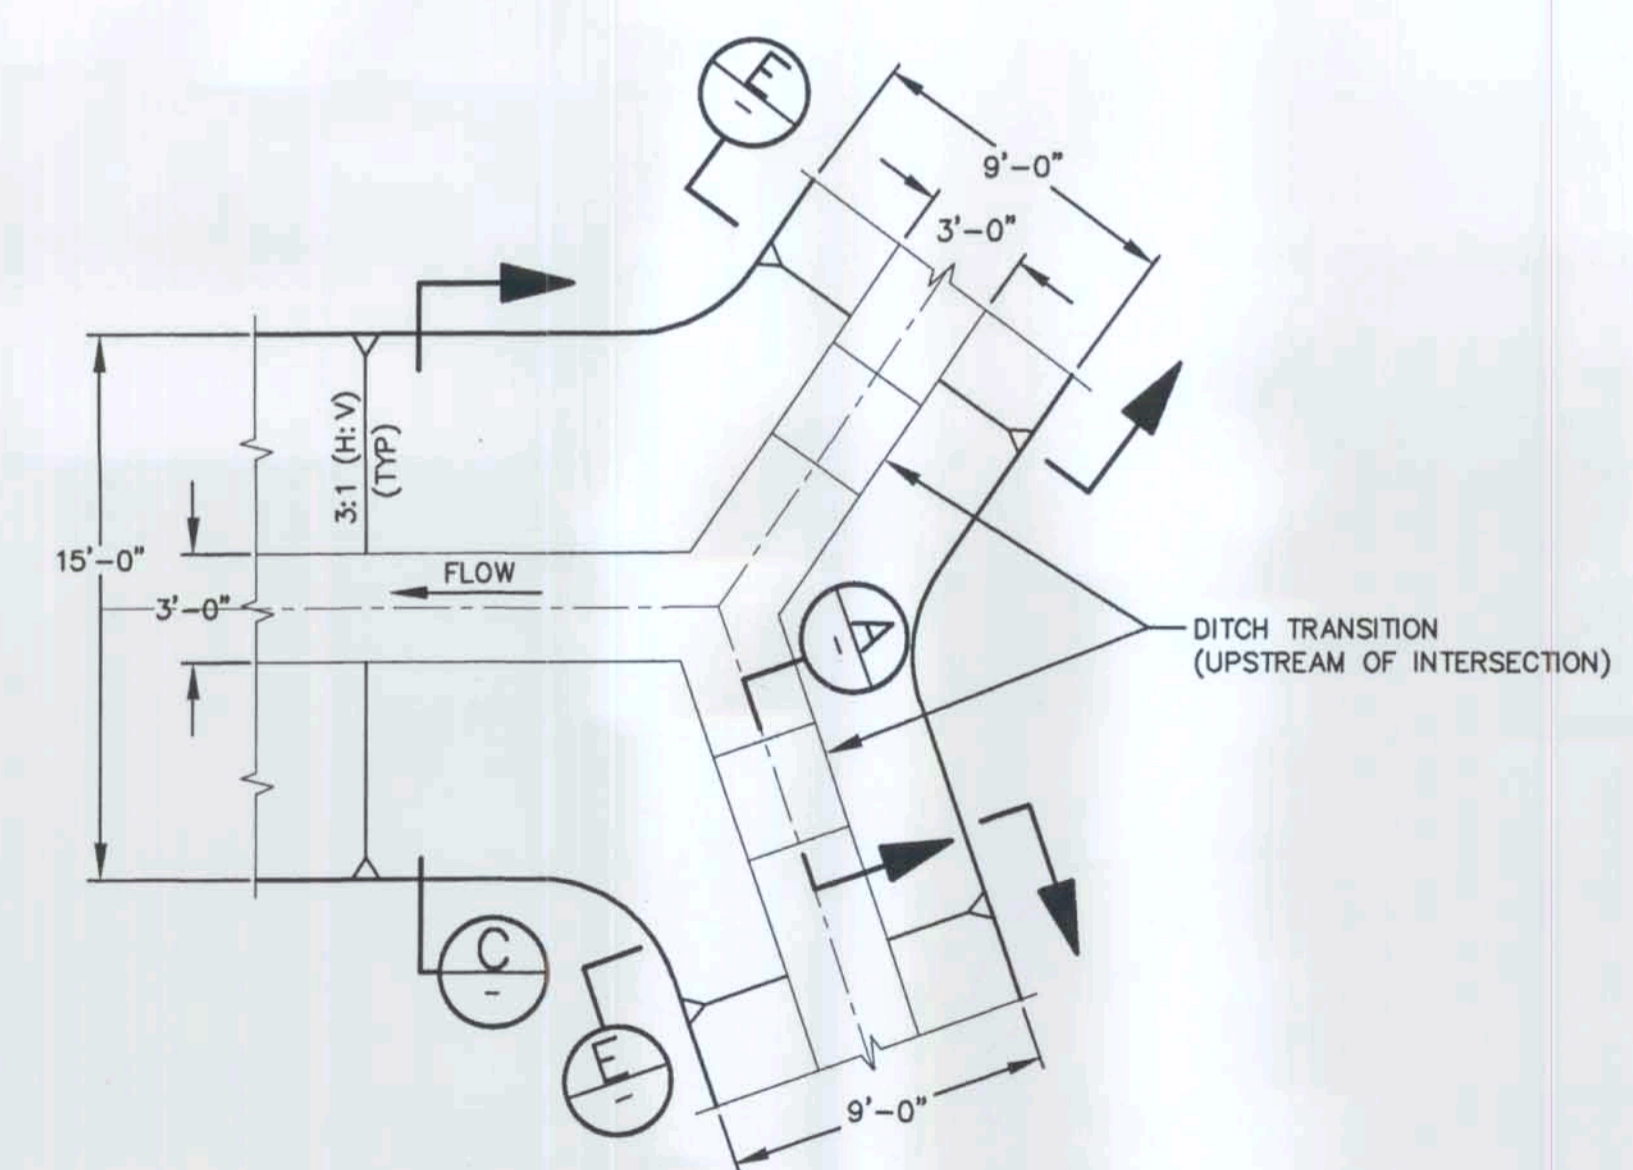 E
-
9'-0"
3'-0"
3:1 (H:V)
(TYP)
15'-0"
FLOW
3'-0"
A
-
DITCH TRANSITION
(UPSTREAM OF INTERSECTION)
C
-
E
-
9'-0"